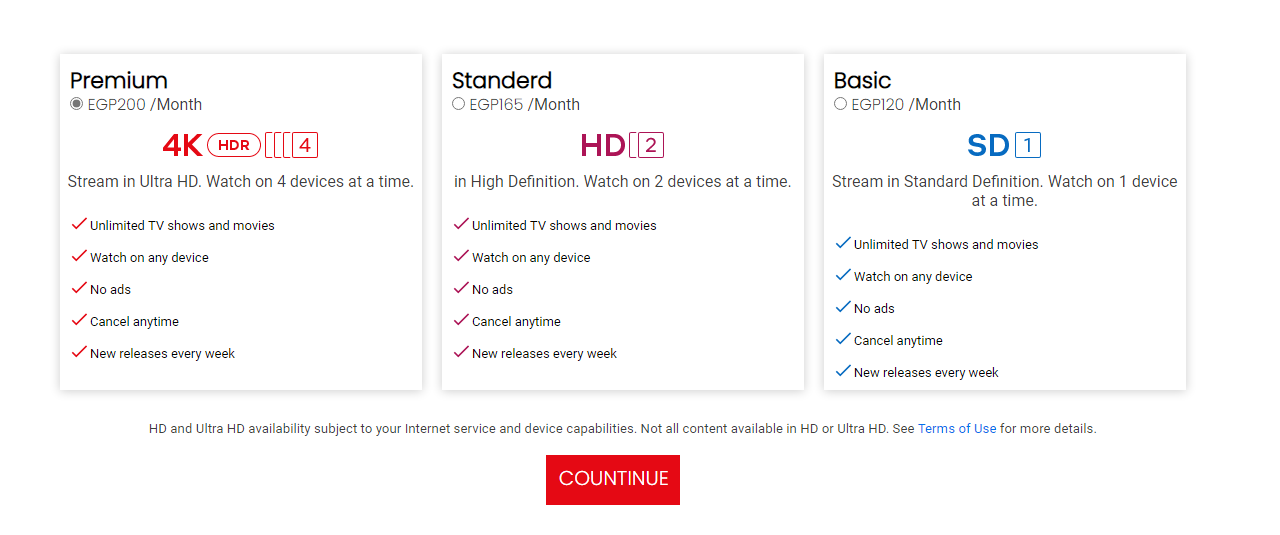 Premium
EGP200 /Month
4K HDR 4
Stream in Ultra HD. Watch on 4 devices at a time.
Unlimited TV shows and movies
Watch on any device
No ads
Cancel anytime
New releases every week
Standerd
EGP165 /Month
HD 2
in High Definition. Watch on 2 devices at a time.
Unlimited TV shows and movies
Watch on any device
No ads
Cancel anytime
New releases every week
Basic
EGP120 /Month
SD 1
Stream in Standard Definition. Watch on 1 device
at a time.
Unlimited TV shows and movies
Watch on any device
No ads
Cancel anytime
New releases every week
HD and Ultra HD availability subject to your Internet service and device capabilities. Not all content available in HD or Ultra HD. See Terms of Use for more details.
COUNTINUE